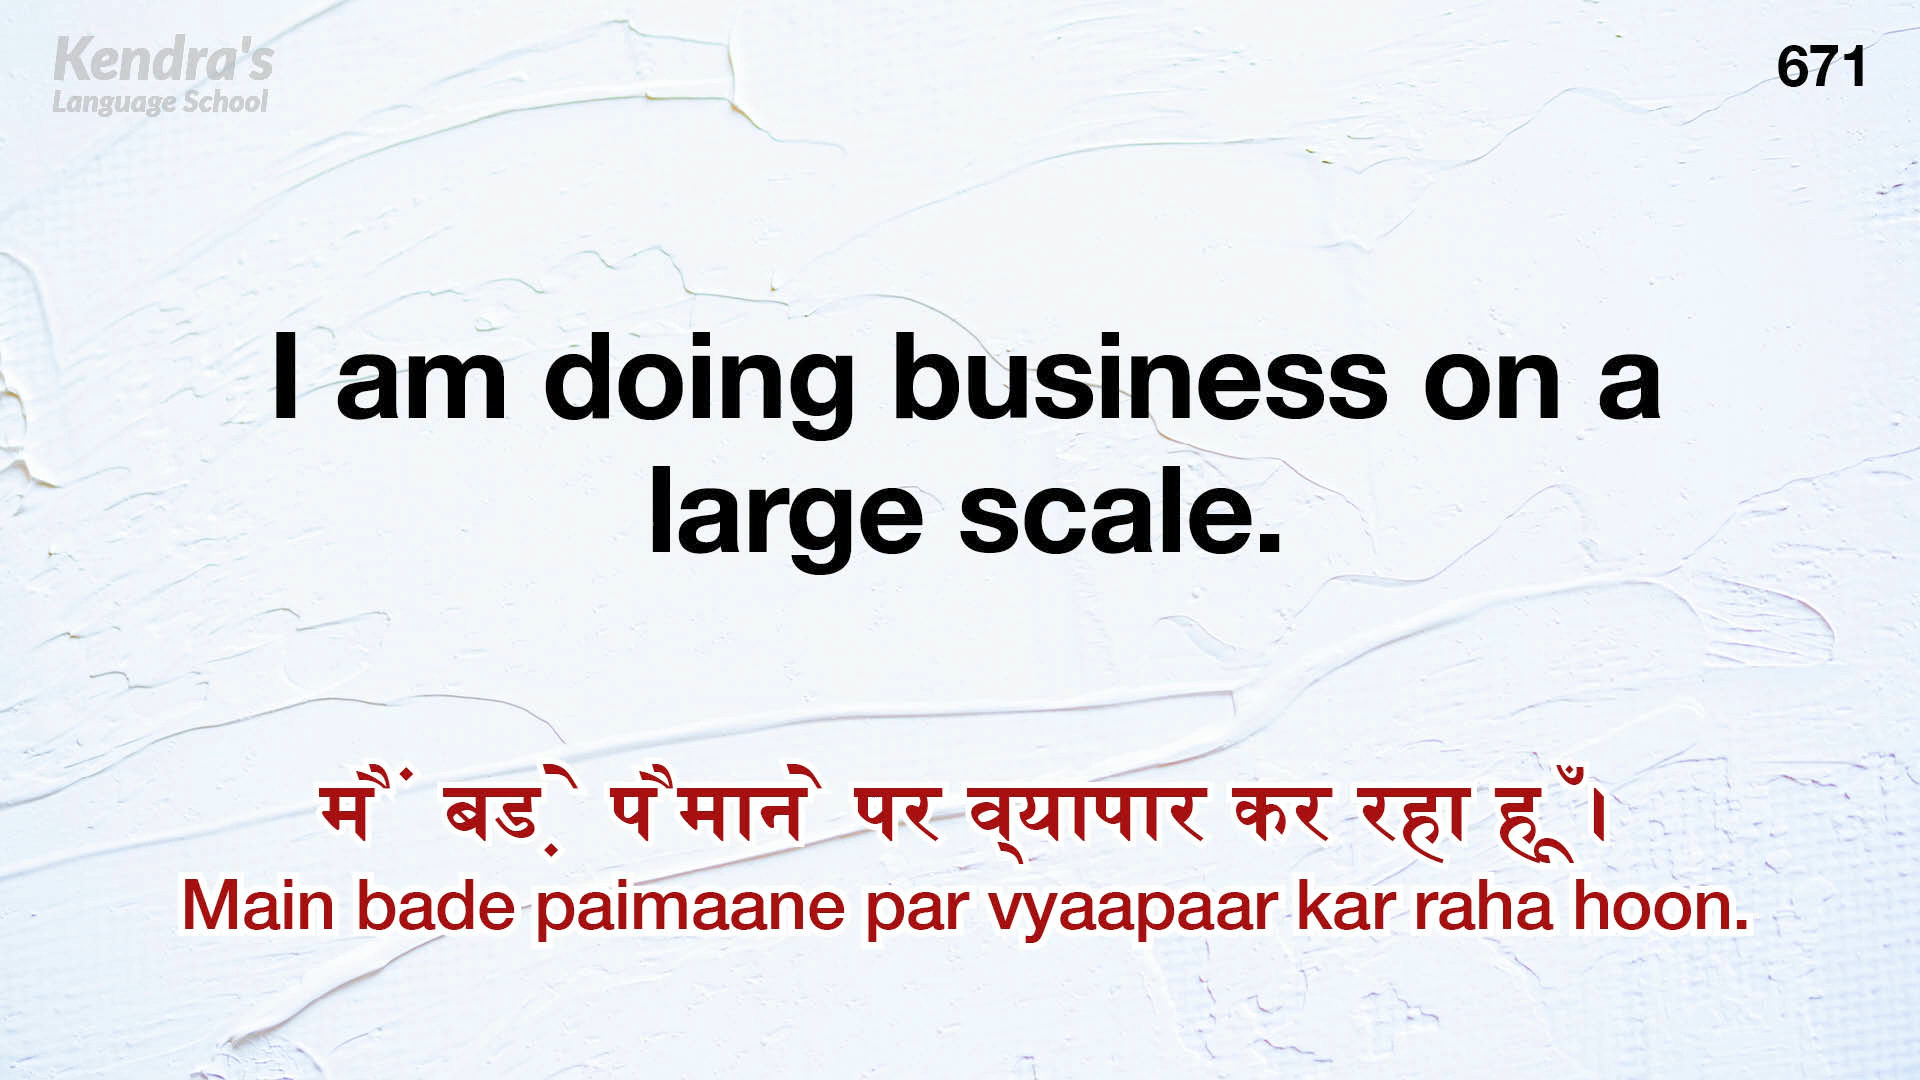 Kendra's
Language School
671
I am doing business on a
large scale.
मैं बड़े पैमाने पर व्यापार कर रहा हूँ।
Main bade paimaane par vyaapaar kar raha hoon.